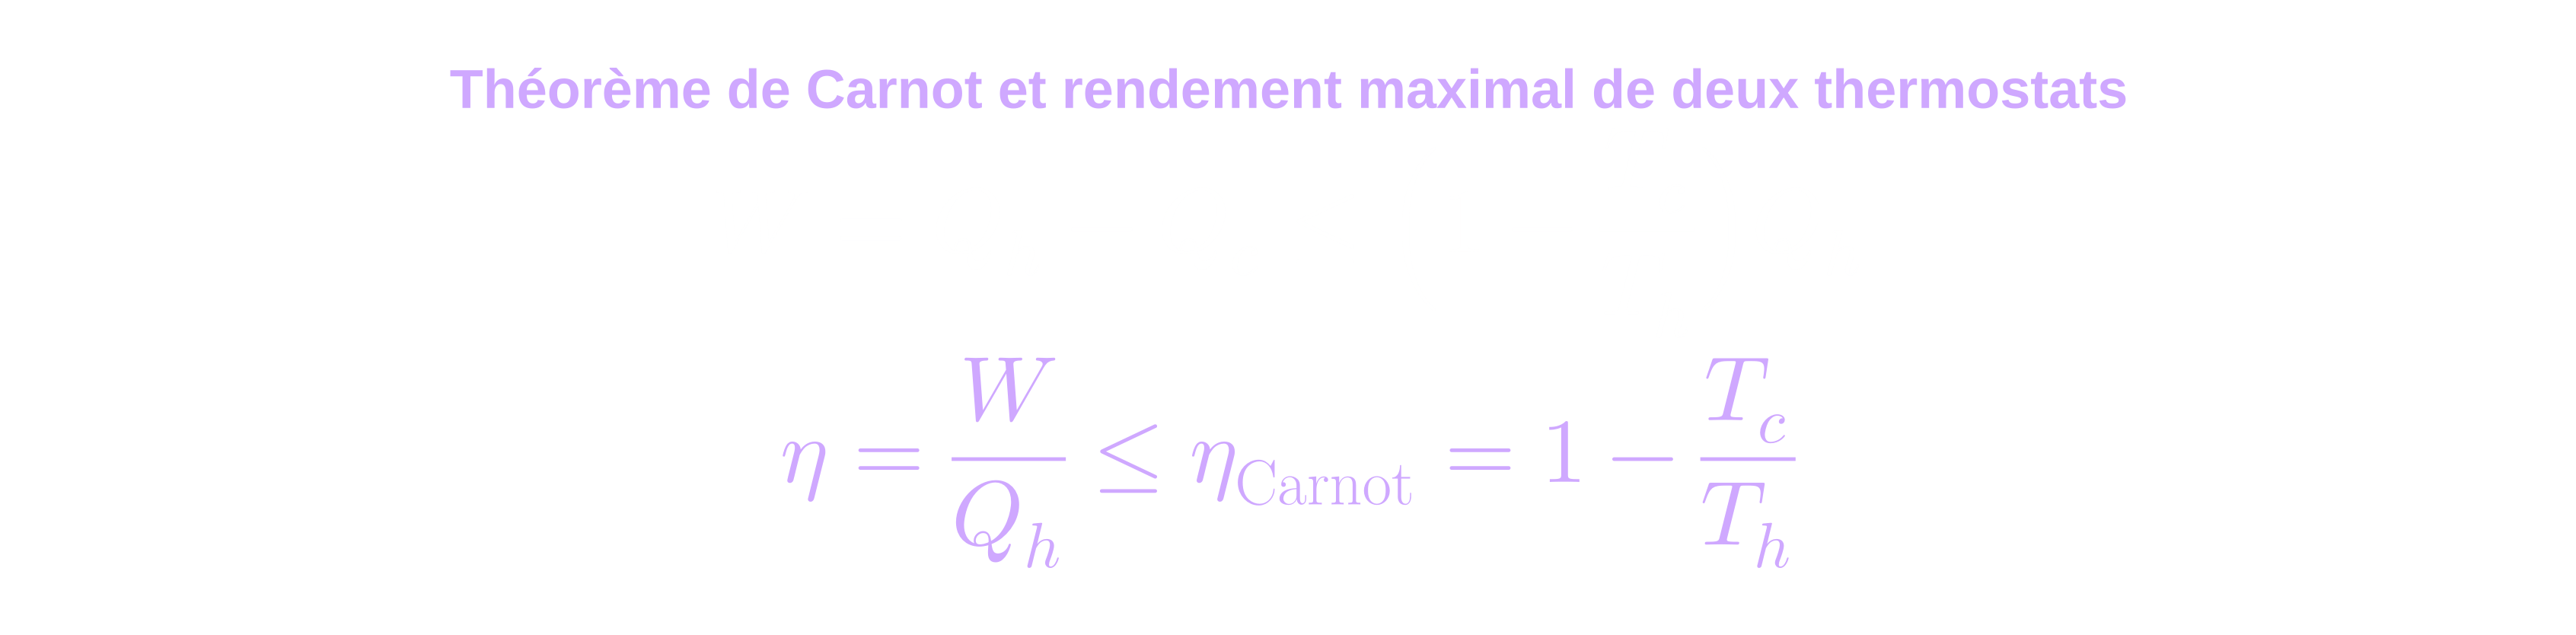 Théorème de Carnot et rendement maximal de deux thermostats
η = W / Q_h ≤ η_Carnot = 1 − T_c / T_h